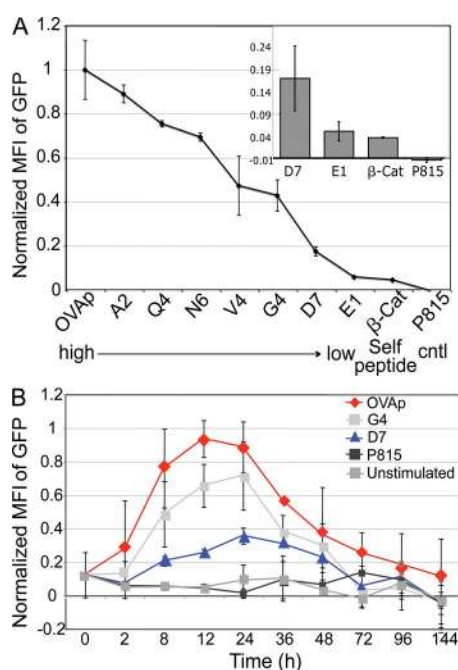 A
Normalized MFI of GFP
1.2
1
0.8
0.6
0.4
0.2
0
0.24
0.19
0.14
0.09
0.04
-0.01
D7 E1 β-Cat P815
OVAp A2 Q4 N6 V4 G4 D7 E1 β-Cat P815
high low Self peptide cntl
B
Normalized MFI of GFP
1.2
1
0.8
0.6
0.4
0.2
0
-0.2
OVAp
G4
D7
P815
Unstimulated
0 2 8 12 24 36 48 72 96 144
Time (h)